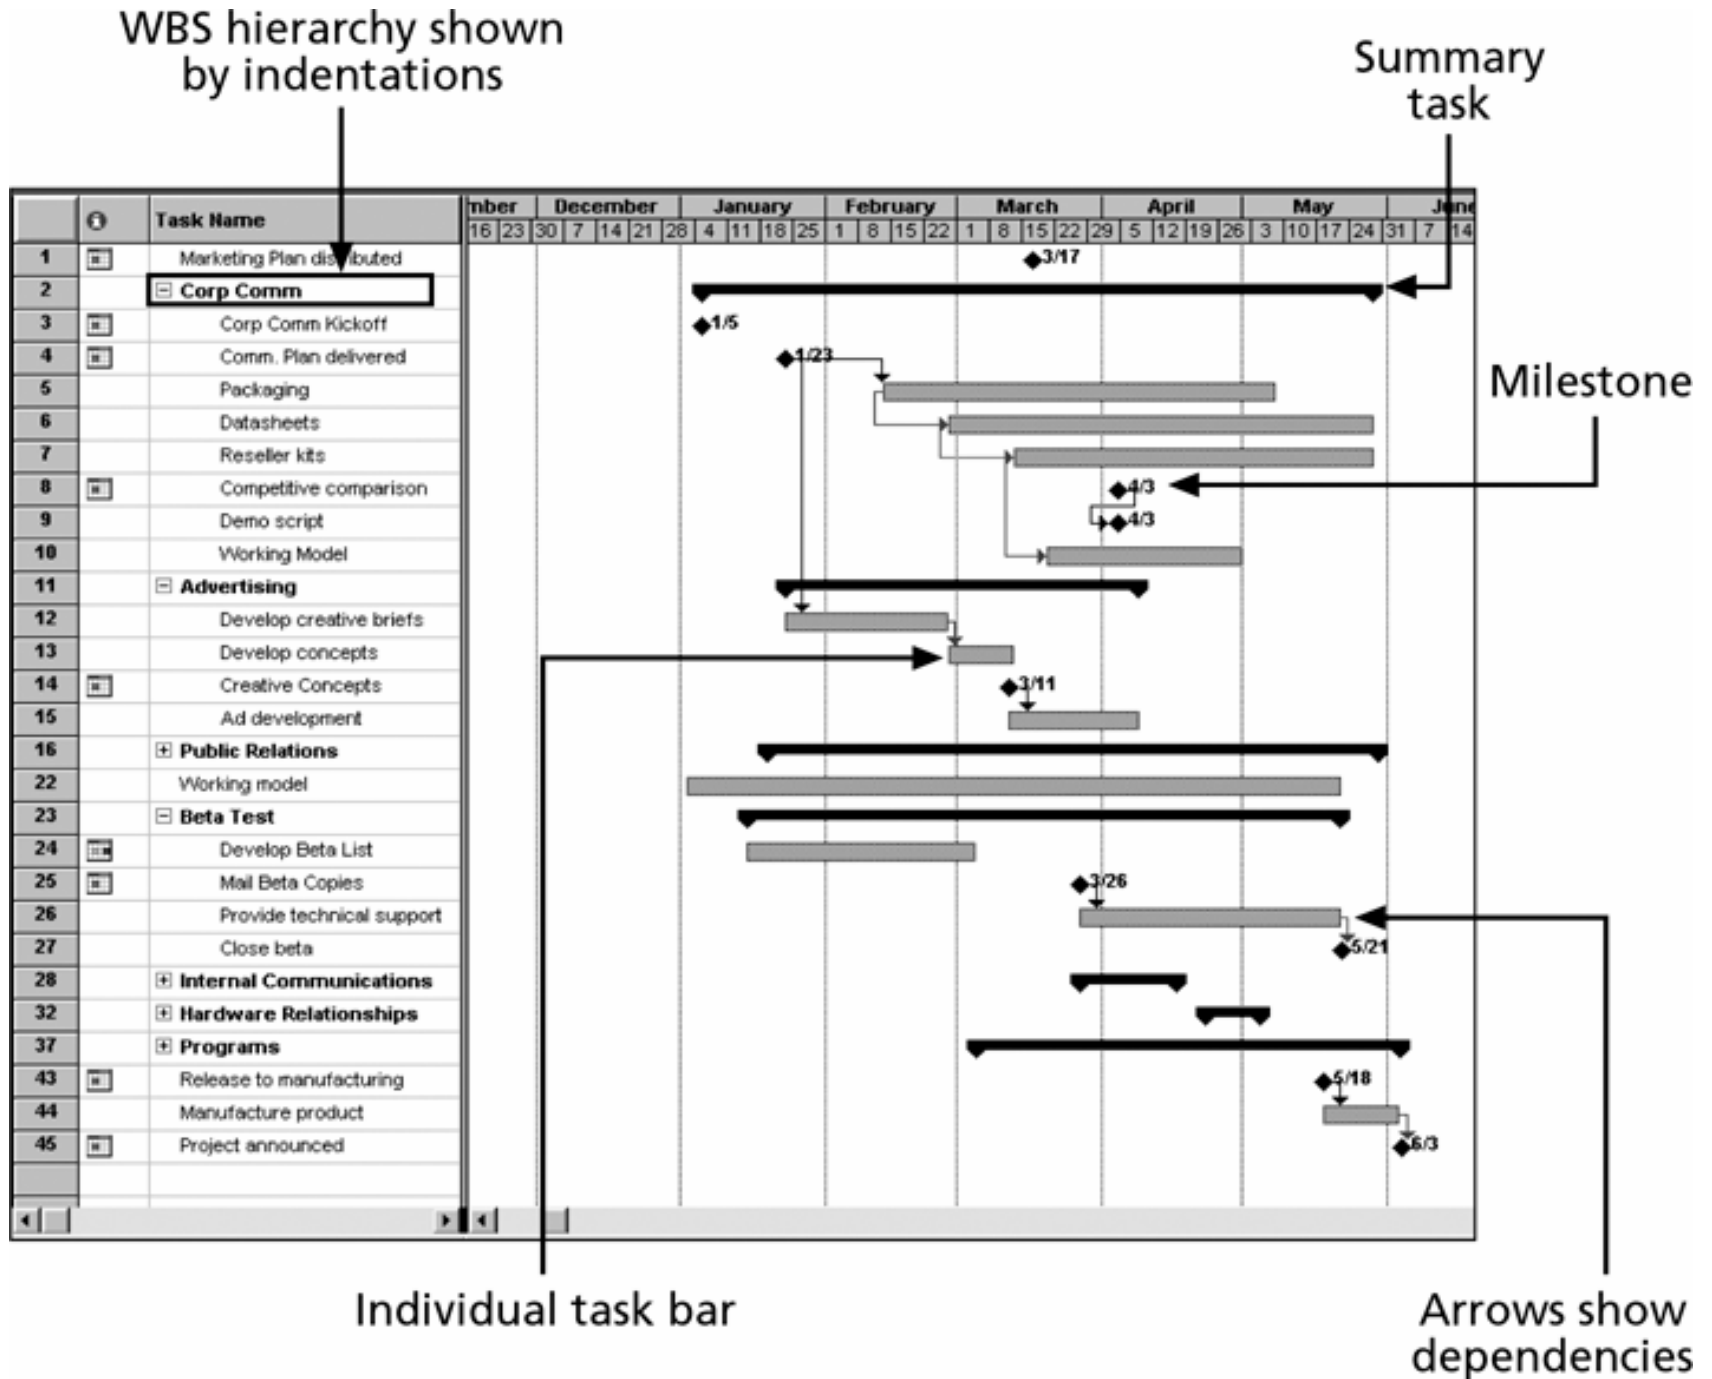 WBS hierarchy shown
by indentations
Summary
task
Task Name
mber December January February March April May June
16 23 30 7 14 21 28 4 11 18 25 1 8 15 22 1 8 15 22 29 5 12 19 26 3 10 17 24 31 7 14
1 Marketing Plan distributed 3/17
2 Corp Comm
3 Corp Comm Kickoff 1/5
4 Comm. Plan delivered 1/23
5 Packaging
Milestone
6 Datasheets
7 Reseller kits
8 Competitive comparison 4/3
9 Demo script 4/3
10 Working Model
11 Advertising
12 Develop creative briefs
13 Develop concepts
14 Creative Concepts 3/11
15 Ad development
16 Public Relations
22 Working model
23 Beta Test
24 Develop Beta List
25 Mail Beta Copies 3/26
26 Provide technical support
27 Close beta 5/21
28 Internal Communications
32 Hardware Relationships
37 Programs
43 Release to manufacturing 5/18
44 Manufacture product
45 Project announced 6/3
Individual task bar
Arrows show
dependencies